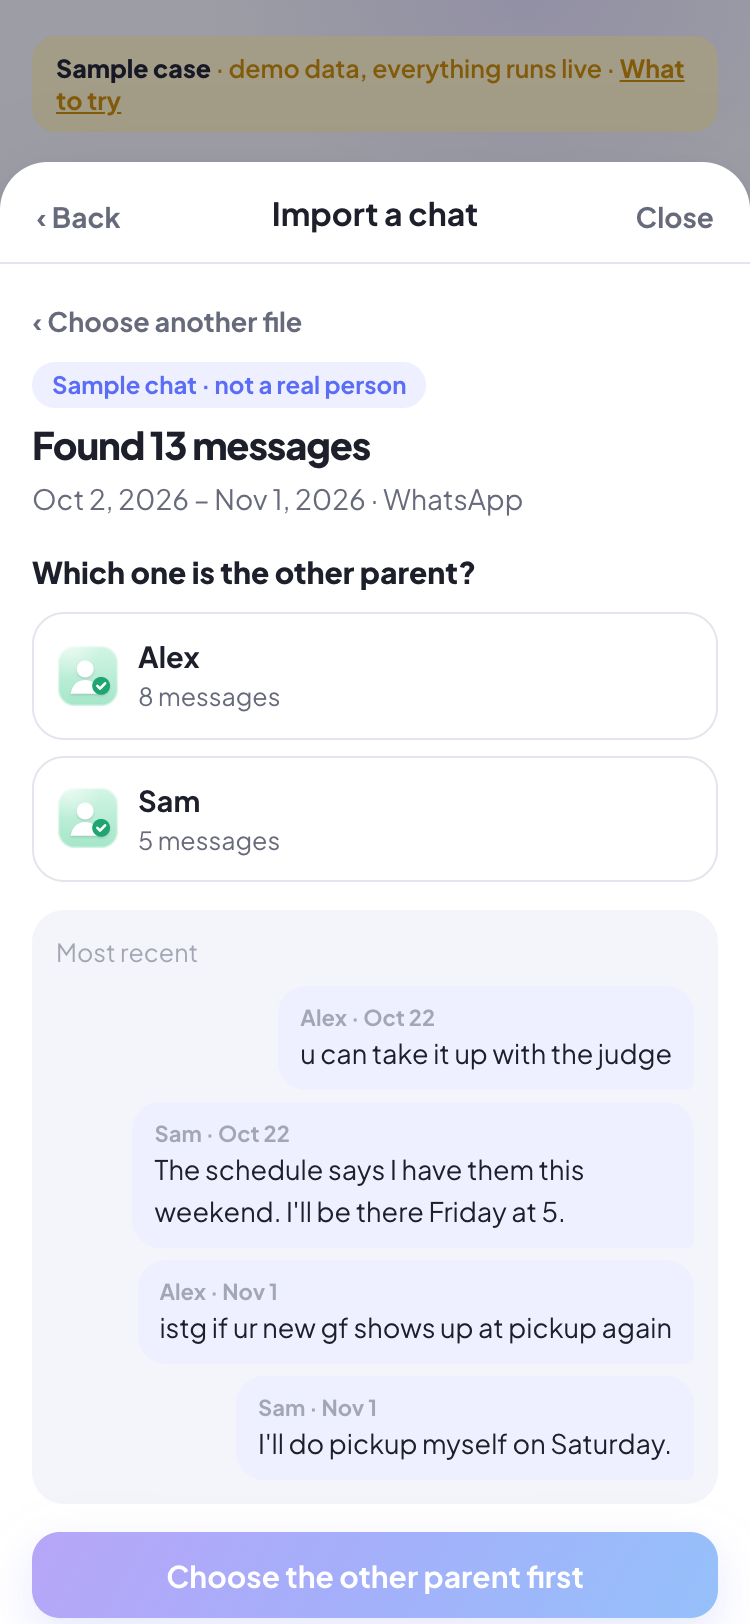 Sample case · demo data, everything runs live · What
to try
‹ Back
Import a chat
Close
‹ Choose another file
Sample chat · not a real person
Found 13 messages
Oct 2, 2026 – Nov 1, 2026 · WhatsApp
Which one is the other parent?
Alex
8 messages
Sam
5 messages
Most recent
Alex · Oct 22
u can take it up with the judge
Sam · Oct 22
The schedule says I have them this
weekend. I'll be there Friday at 5.
Alex · Nov 1
istg if ur new gf shows up at pickup again
Sam · Nov 1
I'll do pickup myself on Saturday.
Choose the other parent first